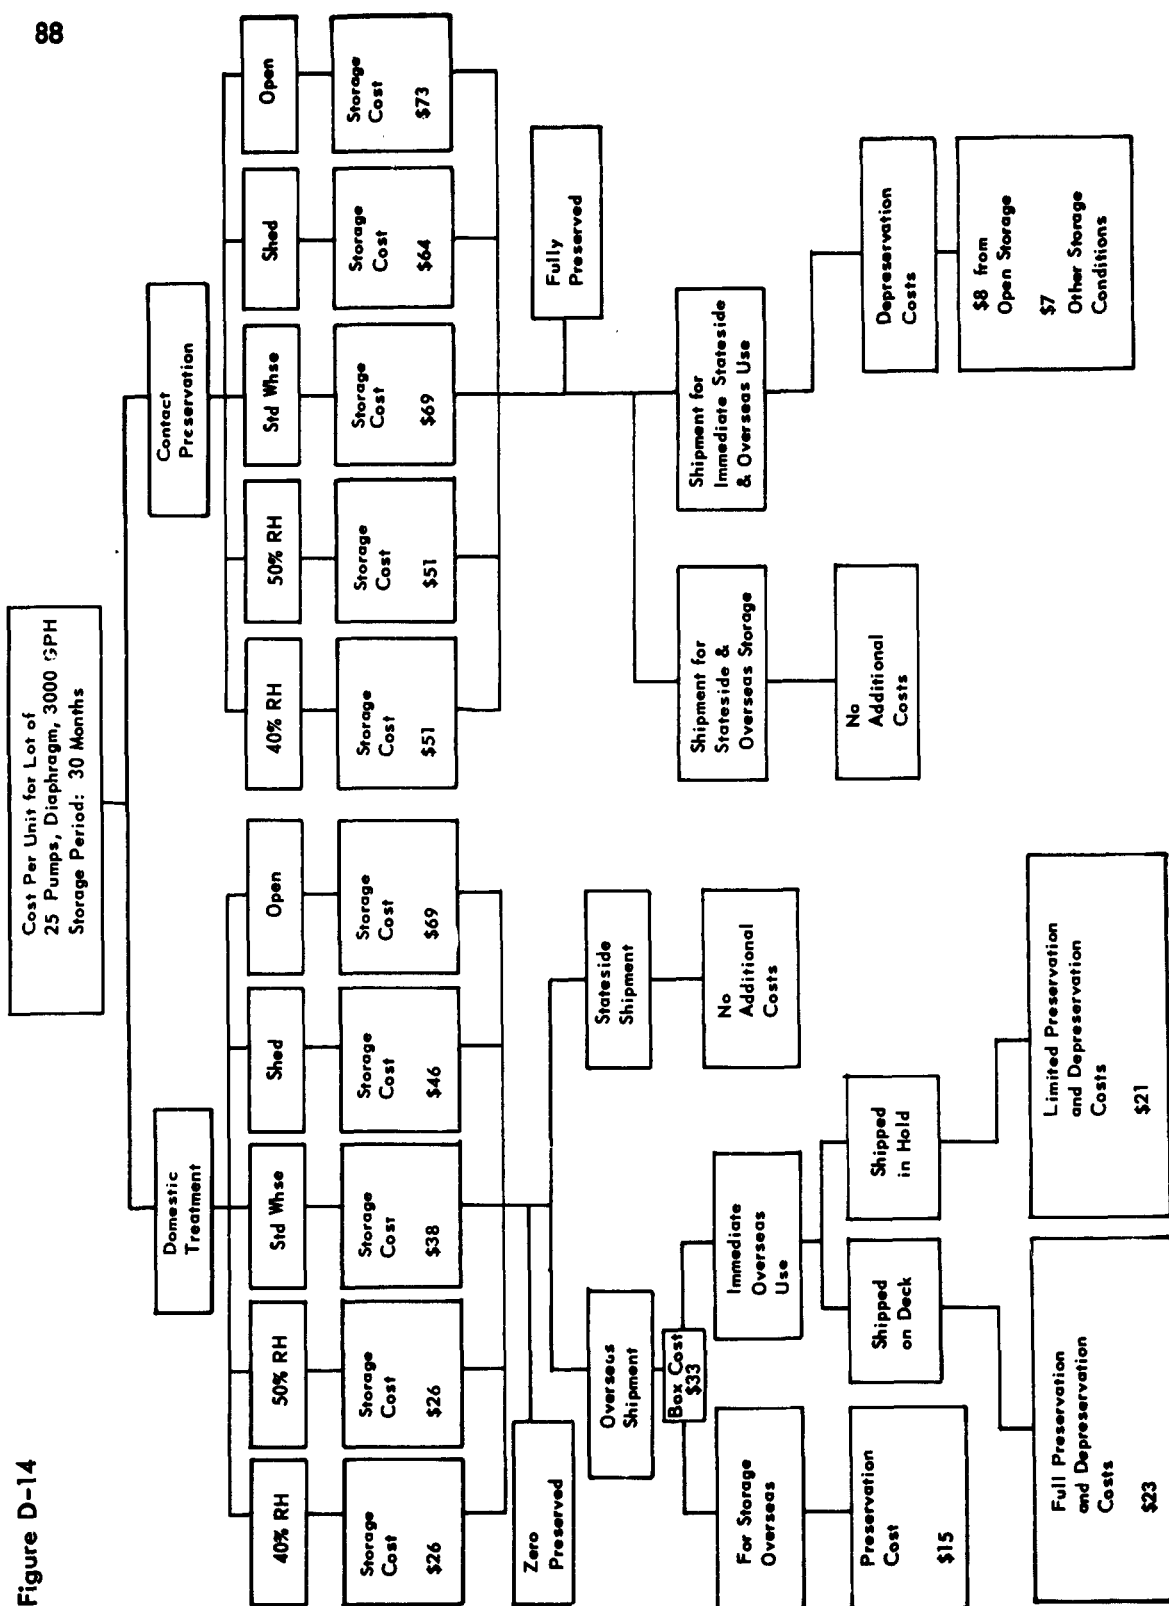 88
Figure D-14
Cost Per Unit for Lot of
25 Pumps, Diaphragm, 3000 GPH
Storage Period: 30 Months
Domestic
Treatment
Contact
Preservation
40% RH
50% RH
Std Whse
Shed
Open
40% RH
50% RH
Std Whse
Shed
Open
Storage
Cost
$26
Storage
Cost
$26
Storage
Cost
$38
Storage
Cost
$46
Storage
Cost
$69
Storage
Cost
$51
Storage
Cost
$51
Storage
Cost
$69
Storage
Cost
$64
Storage
Cost
$73
Zero
Preserved
Fully
Preserved
Overseas
Shipment
Stateside
Shipment
Box Cost
$33
No
Additional
Costs
For Storage
Overseas
Immediate
Overseas
Use
Preservation
Cost
$15
Shipped
on Deck
Shipped
in Hold
Full Preservation
and Depreservation
Costs
$23
Limited Preservation
and Depreservation
Costs
$21
Shipment for
Stateside &
Overseas Storage
Shipment for
Immediate Stateside
& Overseas Use
No
Additional
Costs
Depreservation
Costs
$8 from
Open Storage
$7
Other Storage
Conditions